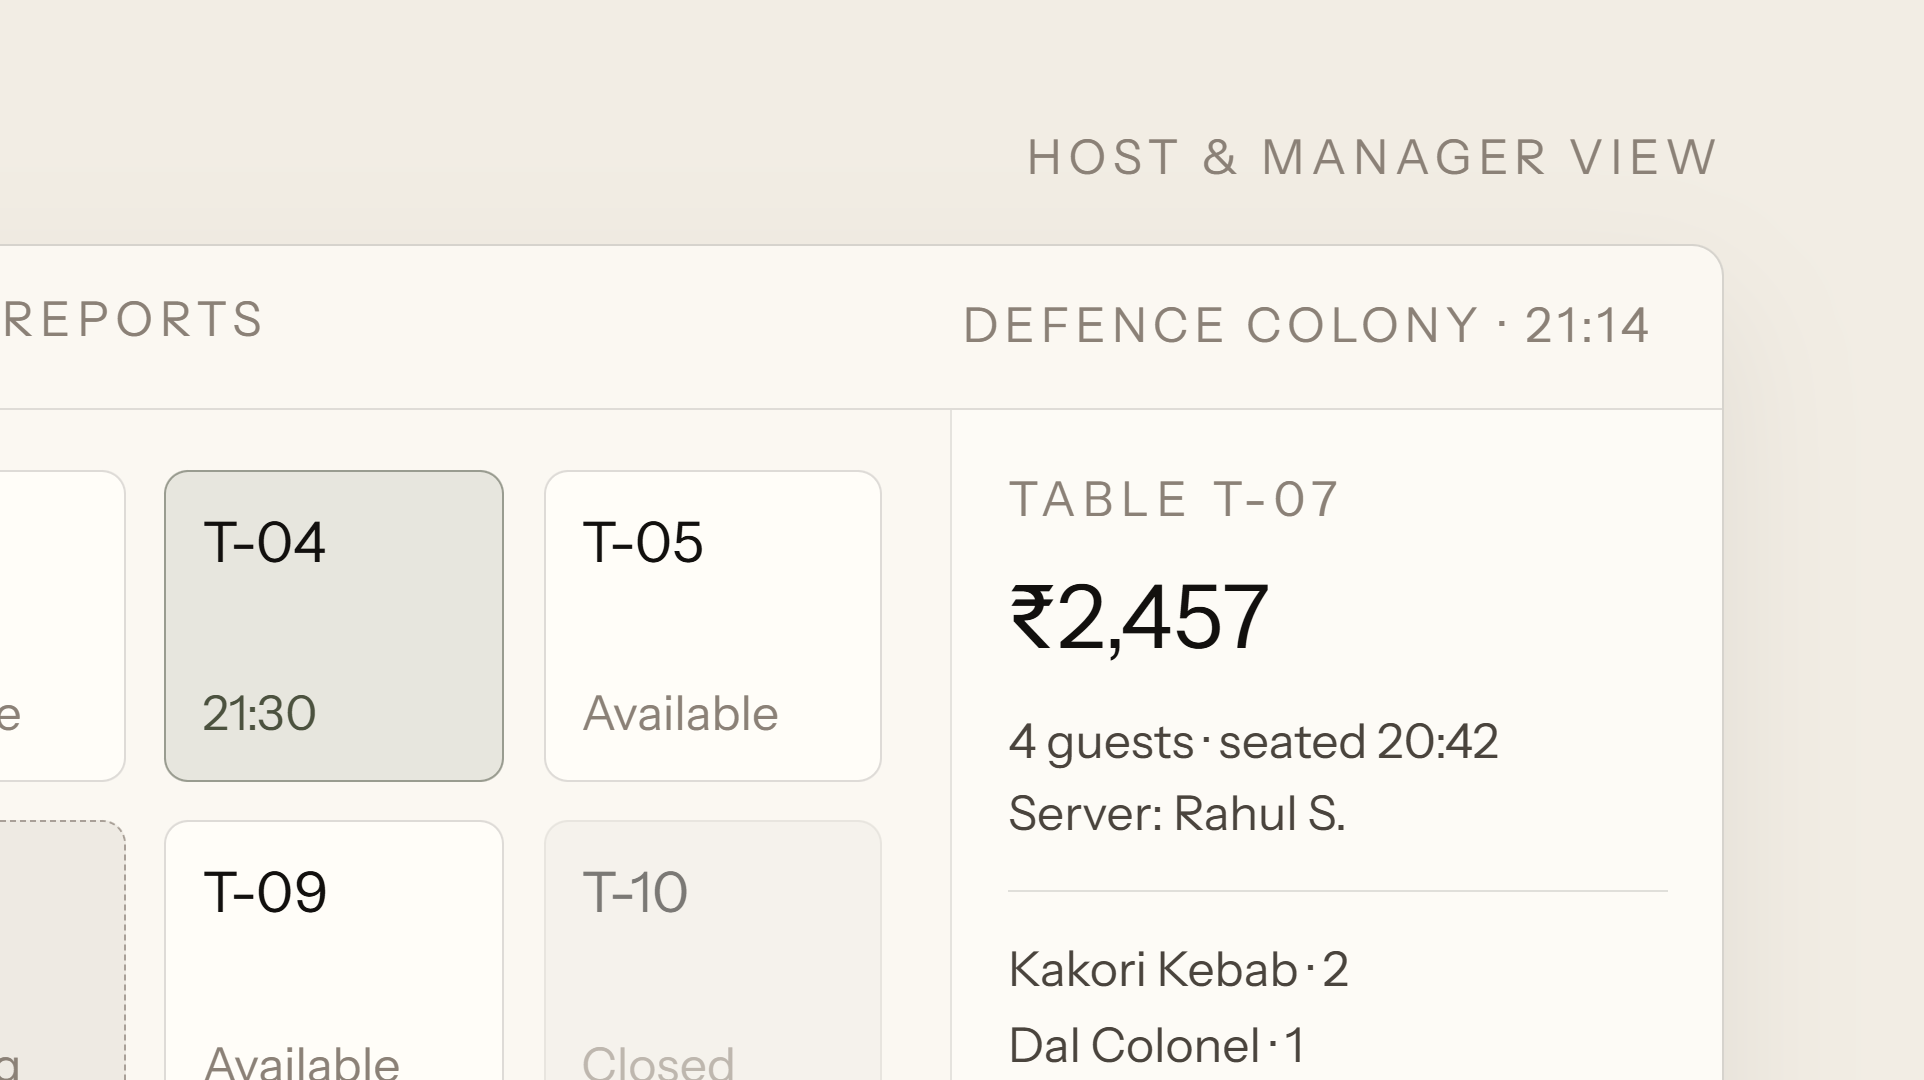 HOST & MANAGER VIEW
REPORTS
DEFENCE COLONY · 21:14
T-04
21:30
T-05
Available
T-09
Available
T-10
Closed
TABLE T-07
₹2,457
4 guests · seated 20:42
Server: Rahul S.
Kakori Kebab · 2
Dal Colonel · 1